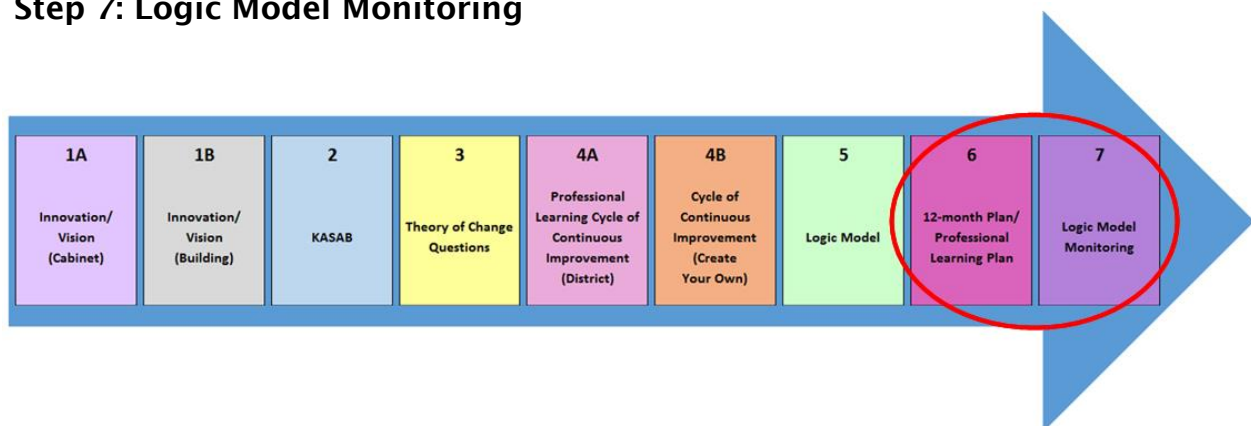 Step 7: Logic Model Monitoring
1A
Innovation/
Vision
(Cabinet)
1B
Innovation/
Vision
(Building)
2
KASAB
3
Theory of Change
Questions
4A
Professional
Learning Cycle of
Continuous
Improvement
(District)
4B
Cycle of
Continuous
Improvement
(Create
Your Own)
5
Logic Model
6
12-month Plan/
Professional
Learning Plan
7
Logic Model
Monitoring